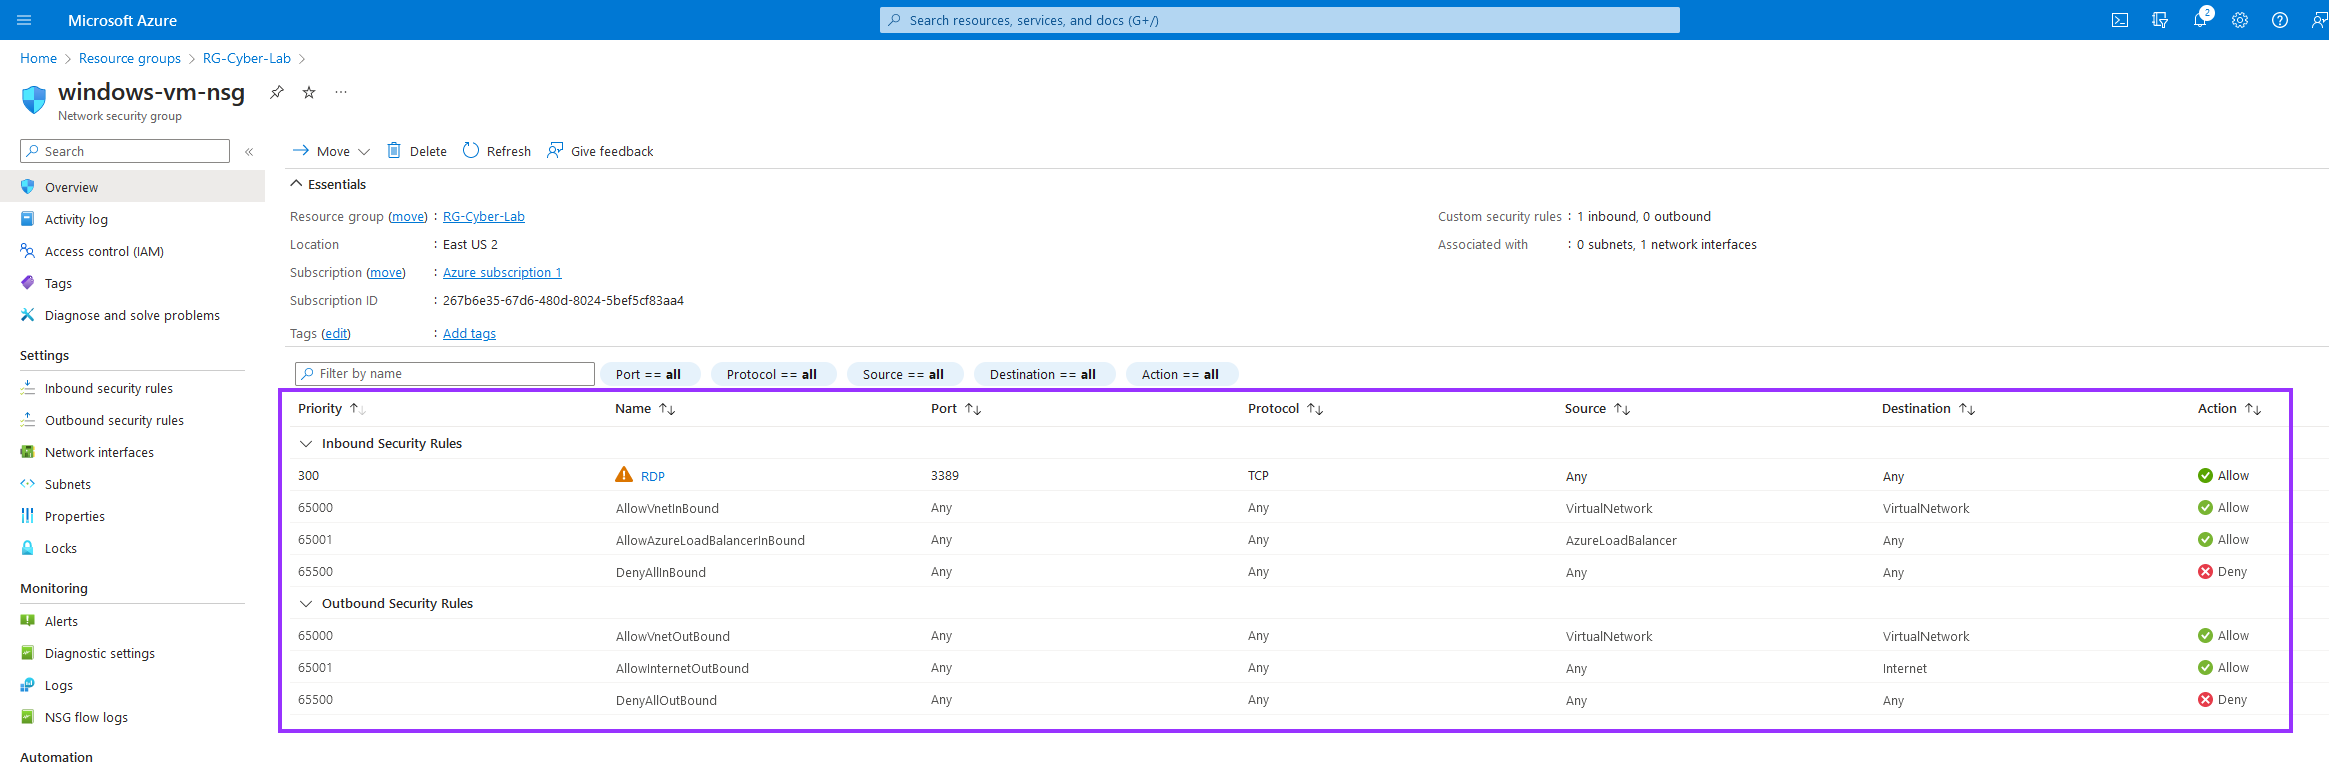 Microsoft Azure
Search resources, services, and docs (G+/)
2
Home
Resource groups
RG-Cyber-Lab
windows-vm-nsg
Network security group
Search
Move
Delete
Refresh
Give feedback
Overview
Activity log
Access control (IAM)
Tags
Diagnose and solve problems
Settings
Inbound security rules
Outbound security rules
Network interfaces
Subnets
Properties
Locks
Monitoring
Alerts
Diagnostic settings
Logs
NSG flow logs
Automation
Essentials
Resource group (move) : RG-Cyber-Lab
Location : East US 2
Subscription (move) : Azure subscription 1
Subscription ID : 267b6e35-67d6-480d-8024-5bef5cf83aa4
Tags (edit) : Add tags
Custom security rules : 1 inbound, 0 outbound
Associated with : 0 subnets, 1 network interfaces
Filter by name Port == all Protocol == all Source == all Destination == all Action == all
Priority Name Port Protocol Source Destination Action
Inbound Security Rules
300 RDP 3389 TCP Any Any Allow
65000 AllowVnetInBound Any Any VirtualNetwork VirtualNetwork Allow
65001 AllowAzureLoadBalancerInBound Any Any AzureLoadBalancer Any Allow
65500 DenyAllInBound Any Any Any Any Deny
Outbound Security Rules
65000 AllowVnetOutBound Any Any VirtualNetwork VirtualNetwork Allow
65001 AllowInternetOutBound Any Any Any Internet Allow
65500 DenyAllOutBound Any Any Any Any Deny